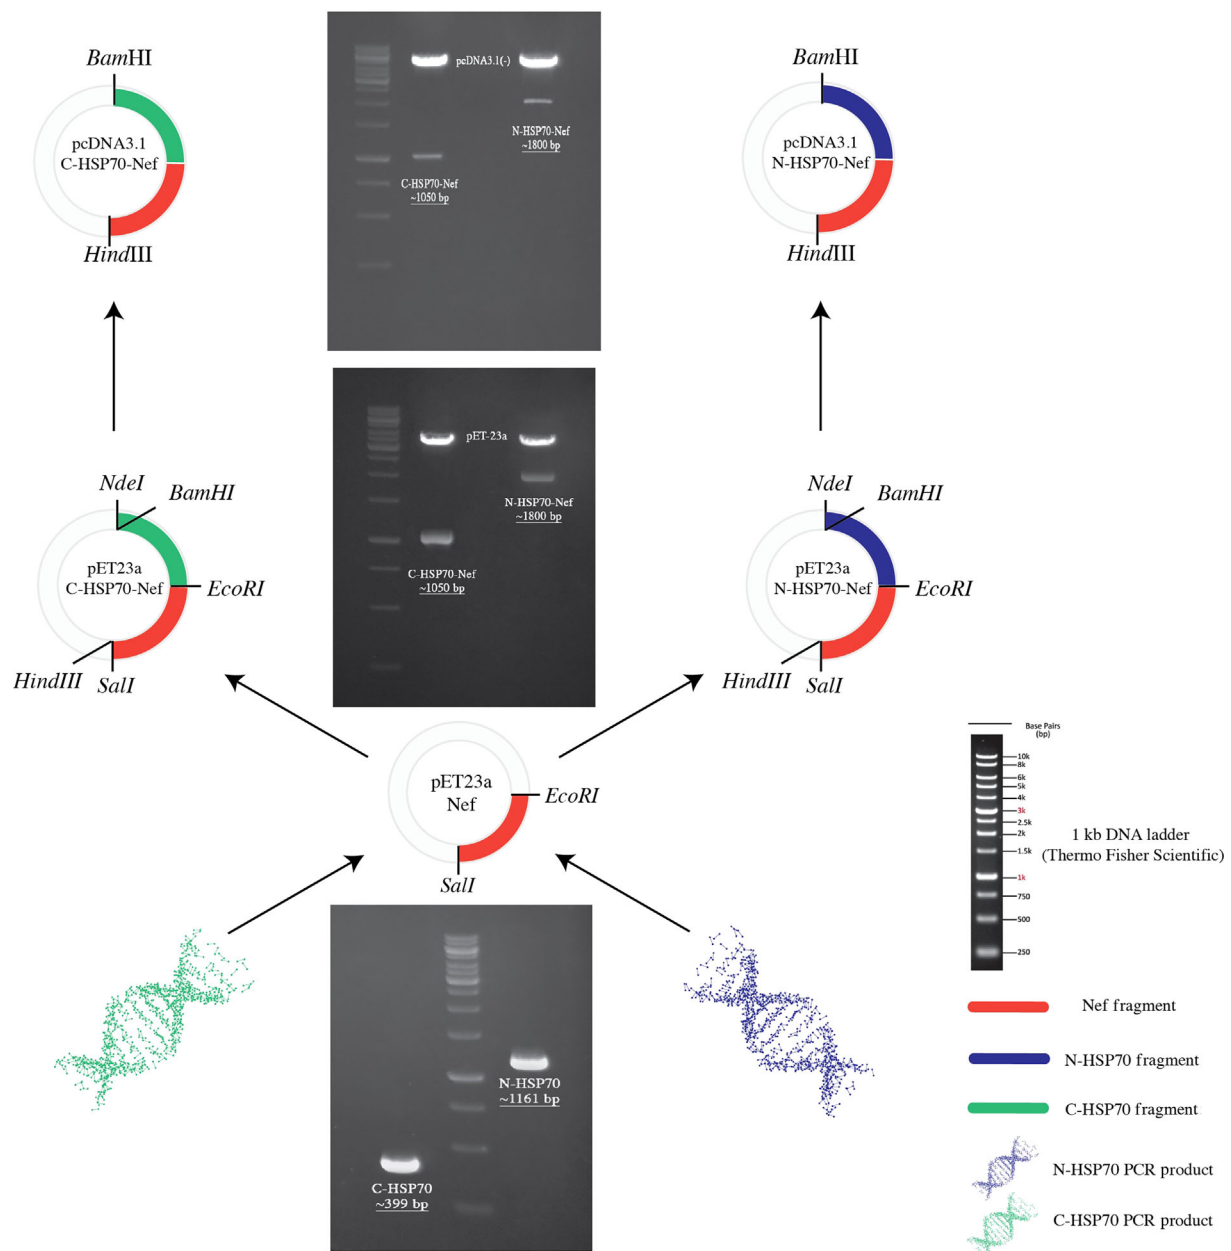 BamHI
pcDNA3.1
C-HSP70-Nef
HindIII
pcDNA3.1(-)
N-HSP70-Nef
~1800 bp
C-HSP70-Nef
~1050 bp
BamHI
pcDNA3.1
N-HSP70-Nef
HindIII
NdeI
BamHI
pET23a
C-HSP70-Nef
EcoRI
HindIII
SalI
pET-23a
N-HSP70-Nef
~1800 bp
C-HSP70-Nef
~1050 bp
NdeI
BamHI
pET23a
N-HSP70-Nef
EcoRI
HindIII
SalI
pET23a
Nef
EcoRI
SalI
N-HSP70
~1161 bp
C-HSP70
~399 bp
Base Pairs
(bp)
10k
8k
6k
5k
4k
3k
2.5k
2k
1.5k
1k
750
500
250
1 kb DNA ladder
(Thermo Fisher Scientific)
Nef fragment
N-HSP70 fragment
C-HSP70 fragment
N-HSP70 PCR product
C-HSP70 PCR product